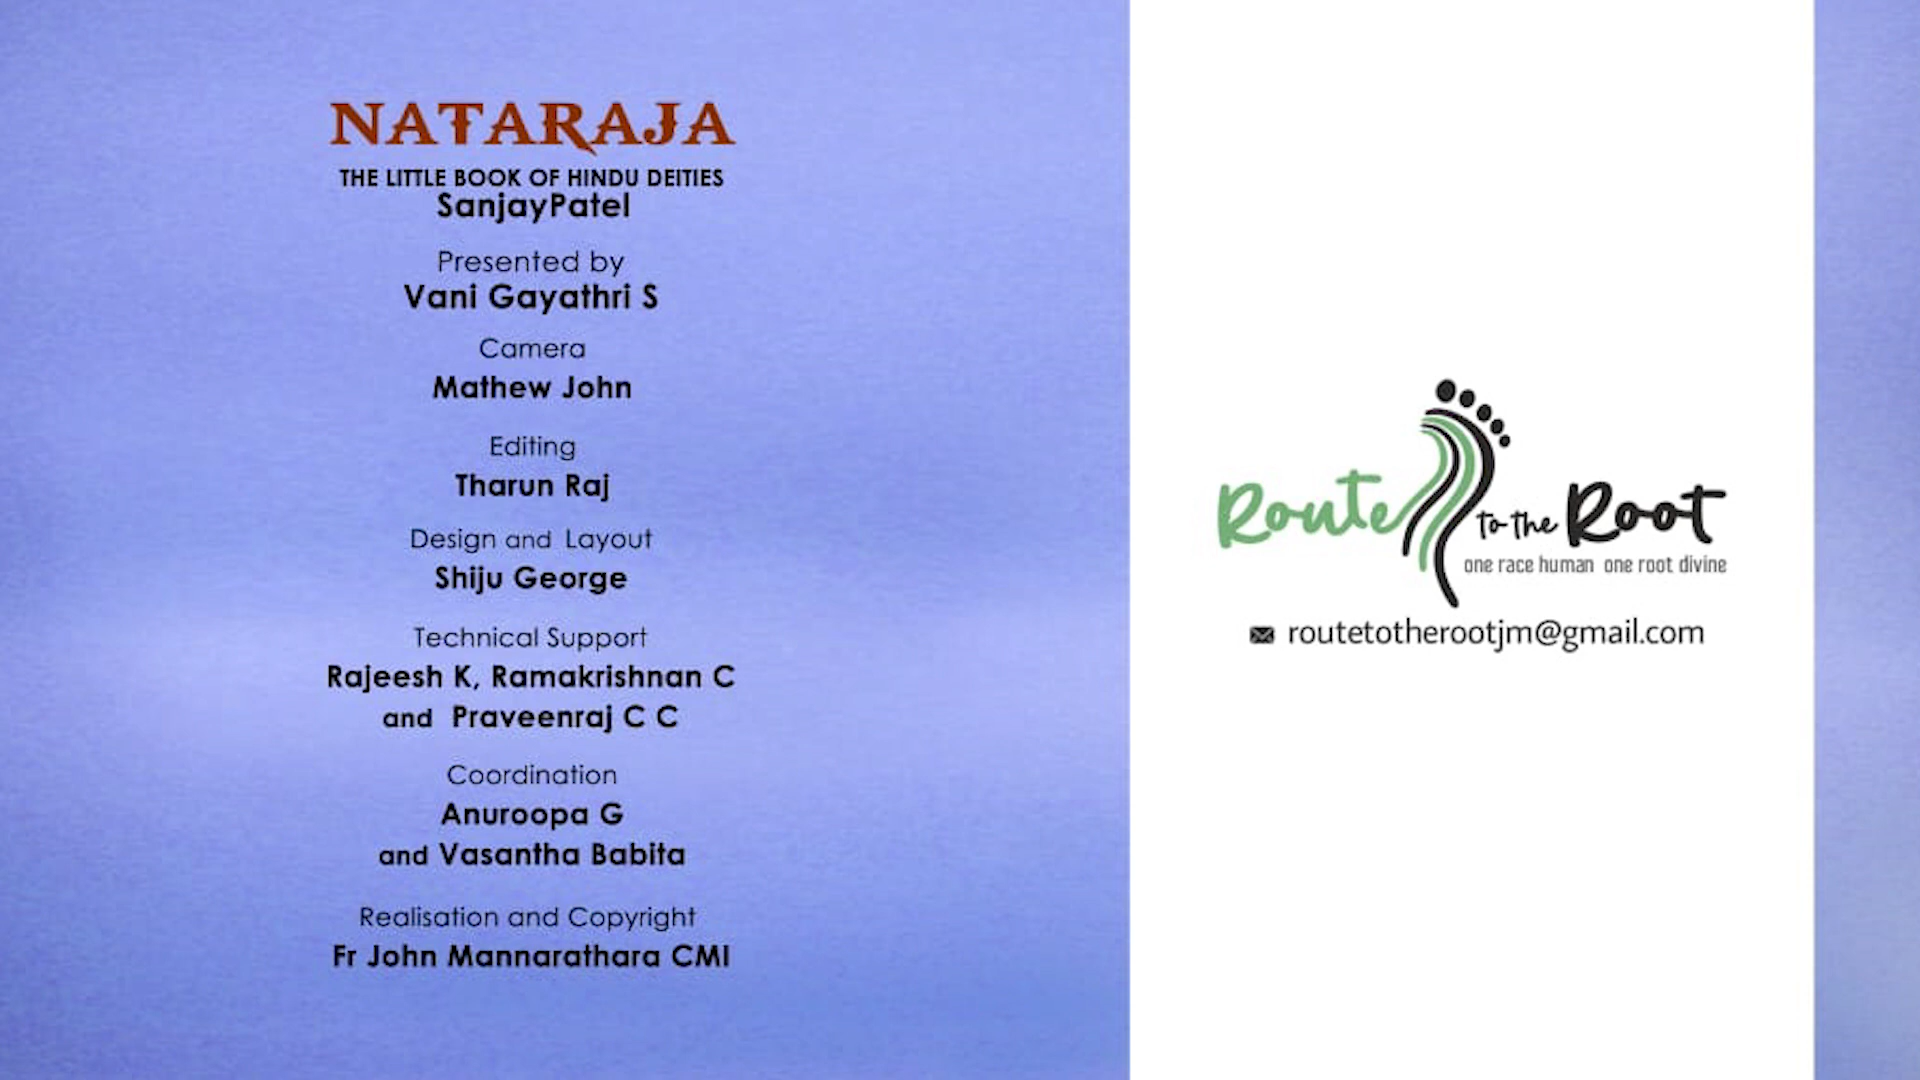 NATARAJA
THE LITTLE BOOK OF HINDU DEITIES
SanjayPatel
Presented by
Vani Gayathri S
Camera
Mathew John
Editing
Tharun Raj
Design and Layout
Shiju George
Technical Support
Rajeesh K, Ramakrishnan C
and Praveenraj C C
Coordination
Anuroopa G
and Vasantha Babita
Realisation and Copyright
Fr John Mannarathara CMI
Route to the Root
one race human one root divine
routetotherootjm@gmail.com